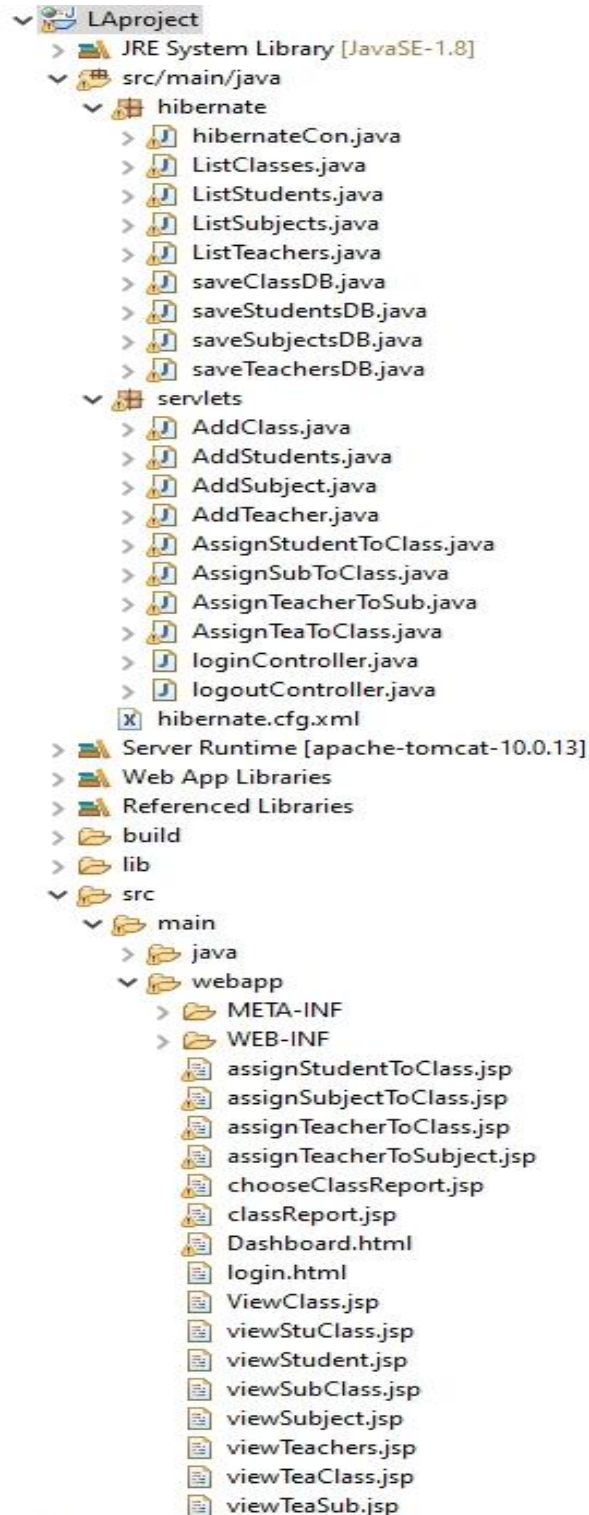 LAproject
JRE System Library [JavaSE-1.8]
src/main/java
hibernate
hibernateCon.java
ListClasses.java
ListStudents.java
ListSubjects.java
ListTeachers.java
saveClassDB.java
saveStudentsDB.java
saveSubjectsDB.java
saveTeachersDB.java
servlets
AddClass.java
AddStudents.java
AddSubject.java
AddTeacher.java
AssignStudentToClass.java
AssignSubToClass.java
AssignTeacherToSub.java
AssignTeaToClass.java
loginController.java
logoutController.java
hibernate.cfg.xml
Server Runtime [apache-tomcat-10.0.13]
Web App Libraries
Referenced Libraries
build
lib
src
main
java
webapp
META-INF
WEB-INF
assignStudentToClass.jsp
assignSubjectToClass.jsp
assignTeacherToClass.jsp
assignTeacherToSubject.jsp
chooseClassReport.jsp
classReport.jsp
Dashboard.html
login.html
ViewClass.jsp
viewStuClass.jsp
viewStudent.jsp
viewSubClass.jsp
viewSubject.jsp
viewTeachers.jsp
viewTeaClass.jsp
viewTeaSub.jsp